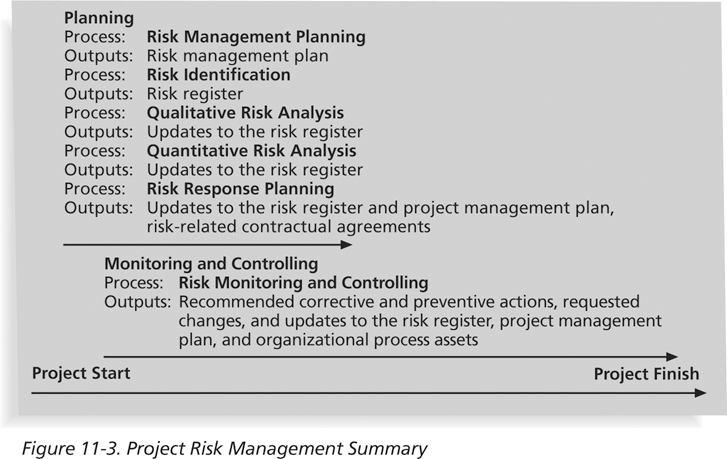 Planning
Process: Risk Management Planning
Outputs: Risk management plan
Process: Risk Identification
Outputs: Risk register
Process: Qualitative Risk Analysis
Outputs: Updates to the risk register
Process: Quantitative Risk Analysis
Outputs: Updates to the risk register
Process: Risk Response Planning
Outputs: Updates to the risk register and project management plan,
risk-related contractual agreements
Monitoring and Controlling
Process: Risk Monitoring and Controlling
Outputs: Recommended corrective and preventive actions, requested
changes, and updates to the risk register, project management
plan, and organizational process assets
Project Start Project Finish
Figure 11-3. Project Risk Management Summary